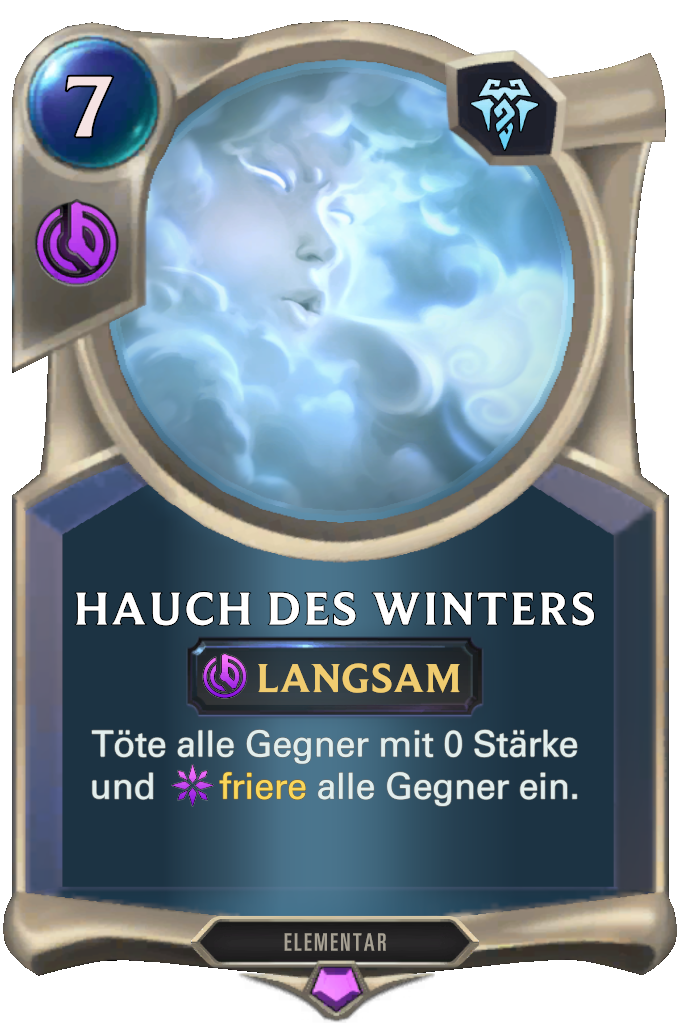 7
HAUCH DES WINTERS
LANGSAM
Töte alle Gegner mit 0 Stärke
und friere alle Gegner ein.
ELEMENTAR